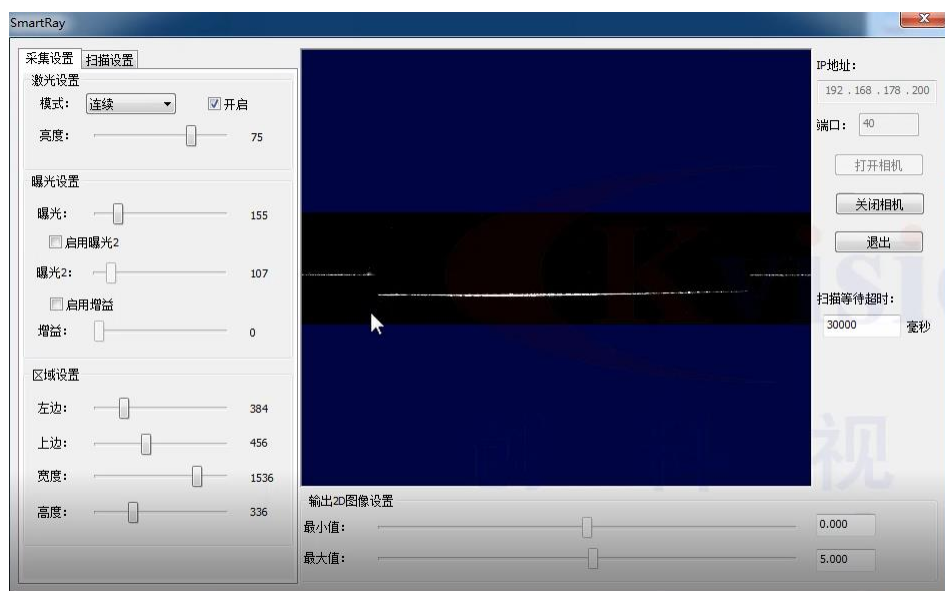 SmartRay
采集设置 扫描设置
激光设置
模式: 连续 开启
亮度: 75
曝光设置
曝光: 155
启用曝光2
曝光2: 107
启用增益
增益: 0
区域设置
左边: 384
上边: 456
宽度: 1536
高度: 336
输出2D图像设置
最小值: 0.000
最大值: 5.000
IP地址:
192 . 168 . 178 . 200
端口: 40
打开相机
关闭相机
退出
扫描等待超时:
30000 毫秒
CKvisi
视